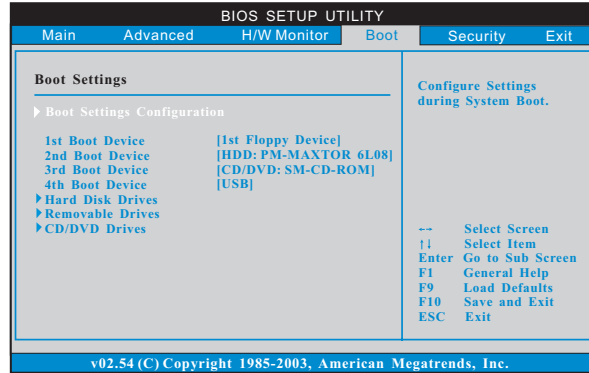 BIOS SETUP UTILITY
Main Advanced H/W Monitor Boot Security Exit
Boot Settings
Boot Settings Configuration
1st Boot Device [1st Floppy Device]
2nd Boot Device [HDD: PM-MAXTOR 6L08]
3rd Boot Device [CD/DVD: SM-CD-ROM]
4th Boot Device [USB]
Hard Disk Drives
Removable Drives
CD/DVD Drives
Configure Settings
during System Boot.
←→ Select Screen
↑↓ Select Item
Enter Go to Sub Screen
F1 General Help
F9 Load Defaults
F10 Save and Exit
ESC Exit
v02.54 (C) Copyright 1985-2003, American Megatrends, Inc.